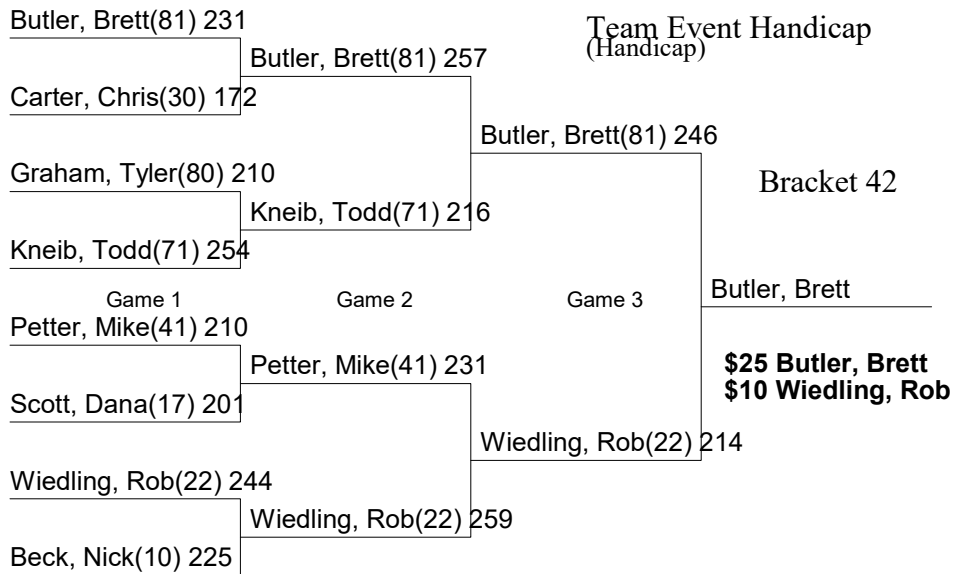 Butler, Brett(81) 231
Team Event Handicap
(Handicap)
Butler, Brett(81) 257
Carter, Chris(30) 172
Butler, Brett(81) 246
Graham, Tyler(80) 210
Bracket 42
Kneib, Todd(71) 216
Kneib, Todd(71) 254
Game 1 Game 2 Game 3
Butler, Brett
Petter, Mike(41) 210
Petter, Mike(41) 231
$25 Butler, Brett
$10 Wiedling, Rob
Scott, Dana(17) 201
Wiedling, Rob(22) 214
Wiedling, Rob(22) 244
Wiedling, Rob(22) 259
Beck, Nick(10) 225